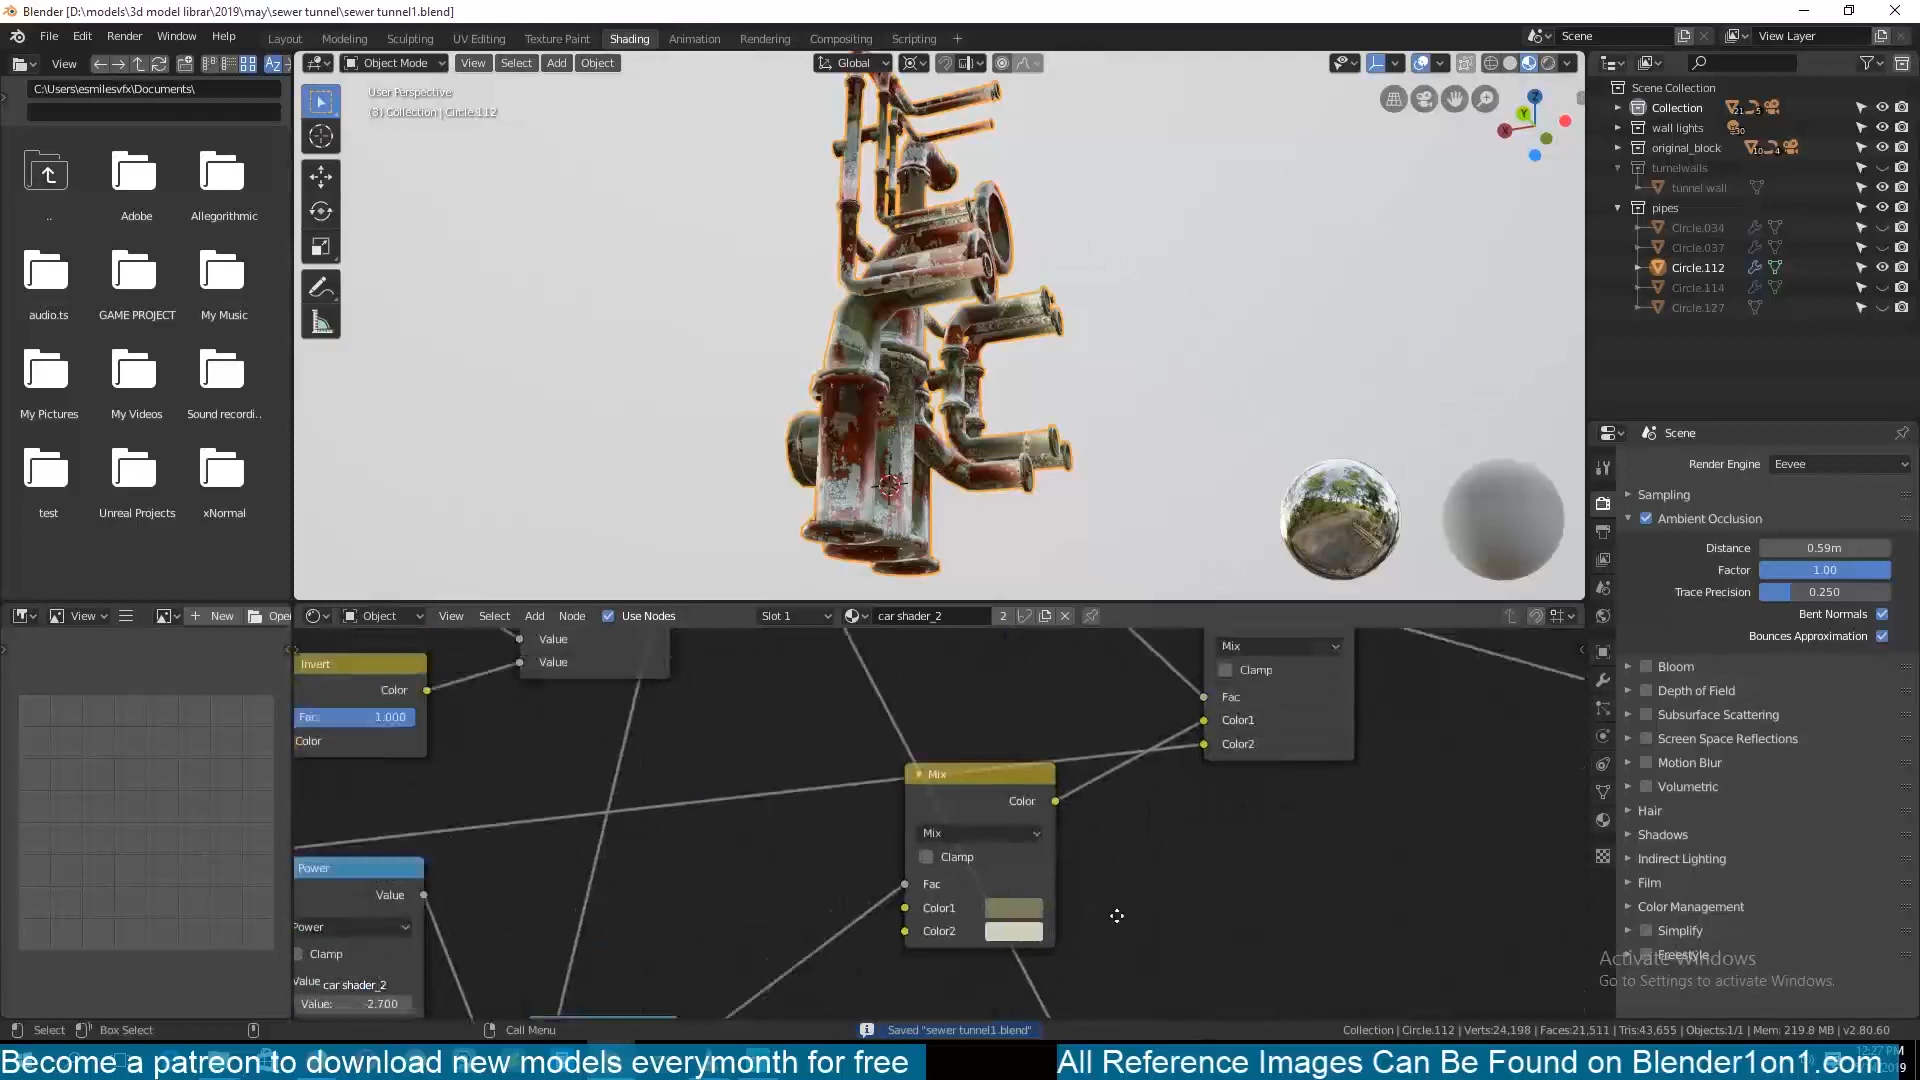 Blender [D:\models\3d model librar\2019\may\sewer tunnel\sewer tunnel1.blend]
File Edit Render Window Help
Layout Modeling Sculpting UV Editing Texture Paint Shading Animation Rendering Compositing Scripting +
Scene
View Layer
View
C:\Users\esmilesvfx\Documents\
..
Adobe
Allegorithmic
audio.ts
GAME PROJECT
My Music
My Pictures
My Videos
Sound recordi..
test
Unreal Projects
xNormal
Object Mode View Select Add Object
Global
User Perspective
(3) Collection | Circle.112
Z
Y
X
Scene Collection
Collection 21 5
wall lights 30
original_block 10 4
turnelwalls
tunnel wall
pipes
Circle.034
Circle.037
Circle.112
Circle.114
Circle.127
Scene
Render Engine Eevee
Sampling
Ambient Occlusion
Distance 0.59m
Factor 1.00
Trace Precision 0.250
Bent Normals
Bounces Approximation
Bloom
Depth of Field
Subsurface Scattering
Screen Space Reflections
Motion Blur
Volumetric
Hair
Shadows
Indirect Lighting
Film
Color Management
Simplify
Freestyle
Activate Windows
Go to Settings to activate Windows.
View New Open
Object View Select Add Node Use Nodes Slot 1 car shader_2 2
Value
Value
Invert
Color
Fac: 1.000
Color
Power
Value
Power
Clamp
Value
car shader_2
Value: -2.700
Mix
Color
Mix
Clamp
Fac
Color1
Color2
Mix
Clamp
Fac
Color1
Color2
Select Box Select Call Menu
Saved "sewer tunnel1.blend"
Collection | Circle.112 | Verts:24,198 | Faces:21,511 | Tris:43,655 | Objects:1/1 | Mem: 219.8 MB | v2.80.60
Become a patreon to download new models everymonth for free
All Reference Images Can Be Found on Blender1on1.com
12:27 PM